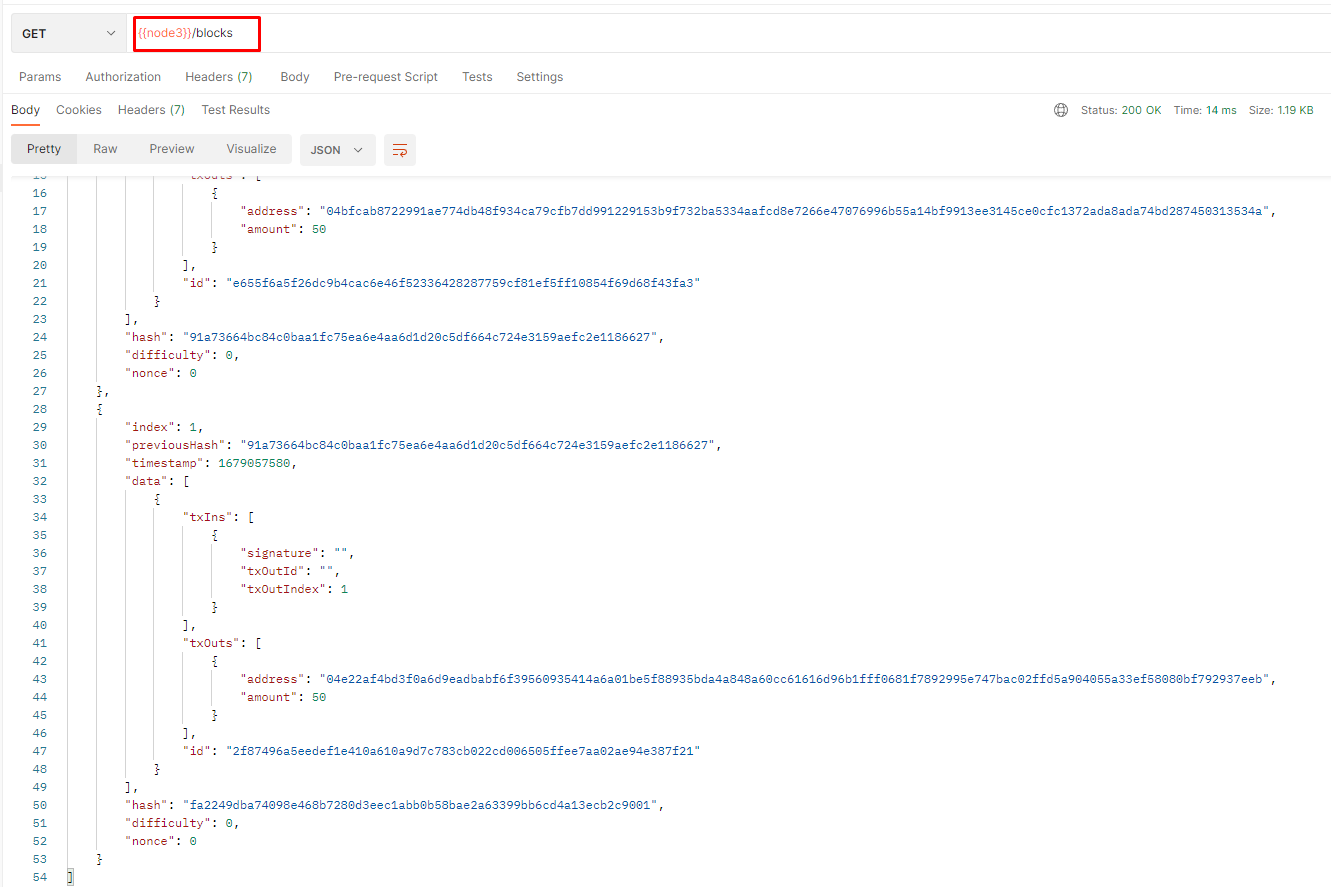 GET
{{node3}}/blocks
Params Authorization Headers (7) Body Pre-request Script Tests Settings
Body Cookies Headers (7) Test Results Status: 200 OK Time: 14 ms Size: 1.19 KB
Pretty Raw Preview Visualize JSON
15 "txOuts": [
16 {
17 "address": "04bfcab8722991ae774db48f934ca79cfb7dd991229153b9f732ba5334aafcd8e7266e47076996b55a14bf9913ee3145ce0cfc1372ada8ada74bd287450313534a",
18 "amount": 50
19 }
20 ],
21 "id": "e655f6a5f26dc9b4cac6e46f52336428287759cf81ef5ff10854f69d68f43fa3"
22 }
23 ],
24 "hash": "91a73664bc84c0baa1fc75ea6e4aa6d1d20c5df664c724e3159aefc2e1186627",
25 "difficulty": 0,
26 "nonce": 0
27 },
28 {
29 "index": 1,
30 "previousHash": "91a73664bc84c0baa1fc75ea6e4aa6d1d20c5df664c724e3159aefc2e1186627",
31 "timestamp": 1679057580,
32 "data": [
33 {
34 "txIns": [
35 {
36 "signature": "",
37 "txOutId": "",
38 "txOutIndex": 1
39 }
40 ],
41 "txOuts": [
42 {
43 "address": "04e22af4bd3f0a6d9eadbabf6f39560935414a6a01be5f88935bda4a848a60cc61616d96b1fff0681f7892995e747bac02ffd5a904055a33ef58080bf792937eeb",
44 "amount": 50
45 }
46 ],
47 "id": "2f87496a5eedef1e410a610a9d7c783cb022cd006505ffee7aa02ae94e387f21"
48 }
49 ],
50 "hash": "fa2249dba74098e468b7280d3eec1abb0b58bae2a63399bb6cd4a13ecb2c9001",
51 "difficulty": 0,
52 "nonce": 0
53 }
54 ]